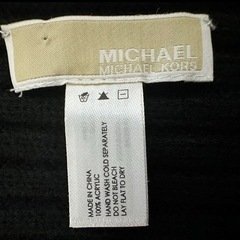 MICHAEL
MICHAEL KORS
MADE IN CHINA
100% ACRYLIC
HAND WASH COLD SEPARATELY
DO NOT BLEACH
LAY FLAT TO DRY